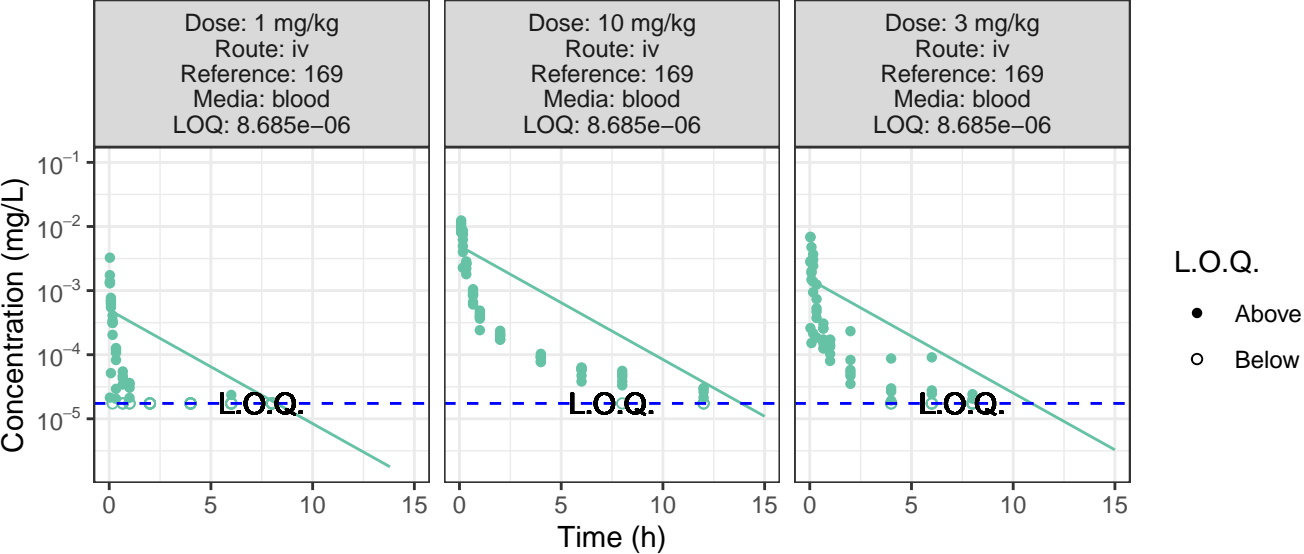 Dose: 1 mg/kg
Route: iv
Reference: 169
Media: blood
LOQ: 8.685e−06
Dose: 10 mg/kg
Route: iv
Reference: 169
Media: blood
LOQ: 8.685e−06
Dose: 3 mg/kg
Route: iv
Reference: 169
Media: blood
LOQ: 8.685e−06
Concentration (mg/L)
10⁻¹
10⁻²
10⁻³
10⁻⁴
10⁻⁵
L.O.Q.
L.O.Q.
L.O.Q.
0 5 10 15
0 5 10 15
0 5 10 15
Time (h)
L.O.Q.
Above
Below